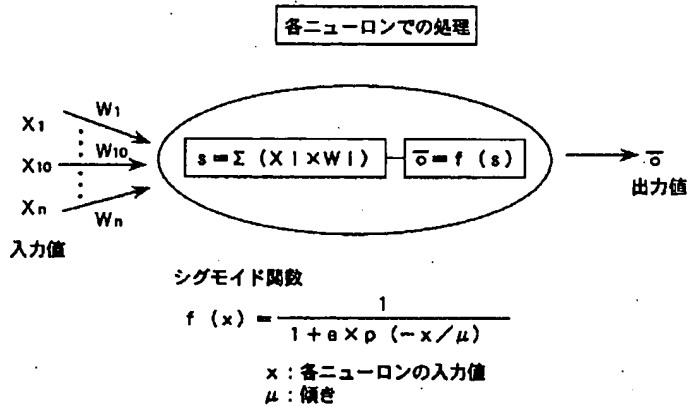 各ニューロンでの処理
X1 W1
X10 W10
Xn Wn
入力値
s=Σ (Xi×Wi)
o̅=f (s)
o̅
出力値
シグモイド関数
f (x) = 1 / 1+e×p (−x/μ)
x:各ニューロンの入力値
μ:傾き